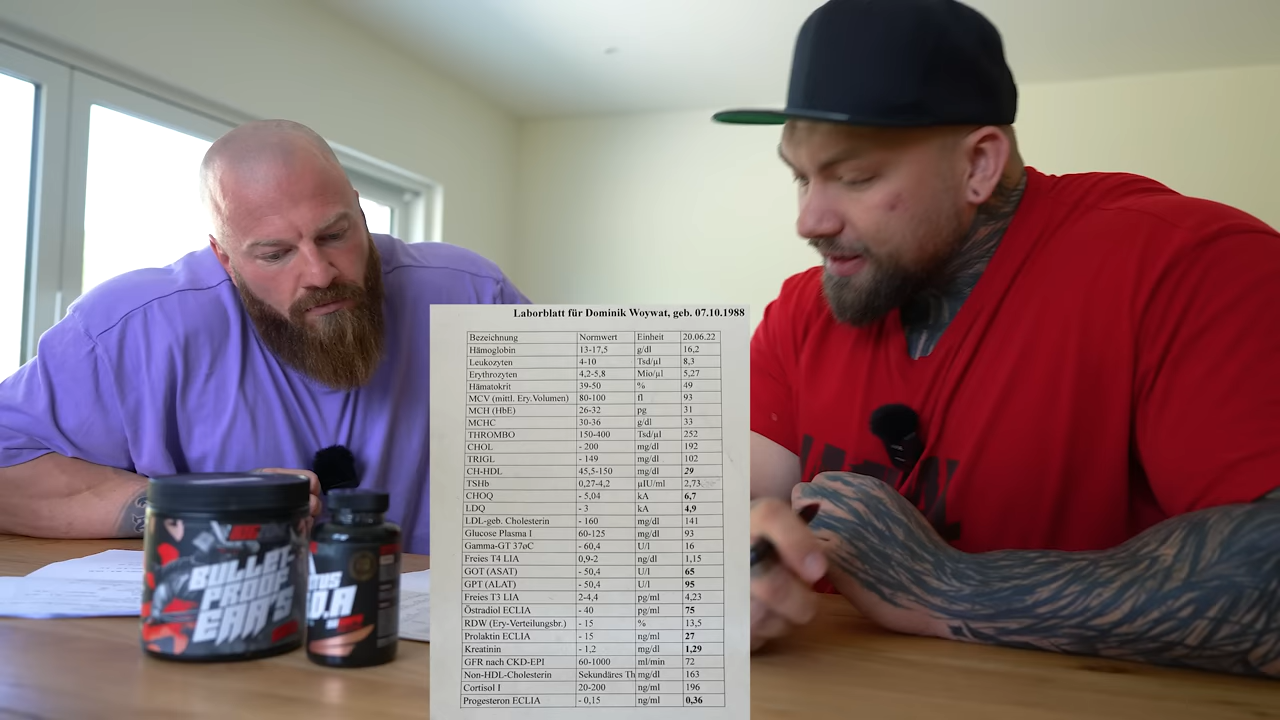 Laborblatt für Dominik Woywat, geb. 07.10.1988
Bezeichnung Normwert Einheit 20.06.22
Hämoglobin 13-17,5 g/dl 16,2
Leukozyten 4-10 Tsd/µl 8,3
Erythrozyten 4,2-5,8 Mio/µl 5,27
Hämatokrit 39-50 % 49
MCV (mittl. Ery.Volumen) 80-100 fl 93
MCH (HbE) 26-32 pg 31
MCHC 30-36 g/dl 33
THROMBO 150-400 Tsd/µl 252
CHOL - 200 mg/dl 192
TRIGL - 149 mg/dl 102
CH-HDL 45,5-150 mg/dl 29
TSHb 0,27-4,2 µIU/ml 2,73
CHOQ - 5,04 kA 6,7
LDQ - 3 kA 4,9
LDL-geb. Cholesterin - 160 mg/dl 141
Glucose Plasma I 60-125 mg/dl 93
Gamma-GT 37oC - 60,4 U/l 16
Freies T4 LIA 0,9-2 ng/dl 1,15
GOT (ASAT) - 50,4 U/l 65
GPT (ALAT) - 50,4 U/l 95
Freies T3 LIA 2-4,4 pg/ml 4,23
Östradiol ECLIA - 40 pg/ml 75
RDW (Ery-Verteilungsbr.) - 15 % 13,5
Prolaktin ECLIA - 15 ng/ml 27
Kreatinin - 1,2 mg/dl 1,29
GFR nach CKD-EPI 60-1000 ml/min 72
Non-HDL-Cholesterin Sekundäres Th mg/dl 163
Cortisol I 20-200 ng/ml 196
Progesteron ECLIA - 0,15 ng/ml 0,36
BULLET-
PROOF
EAA'S